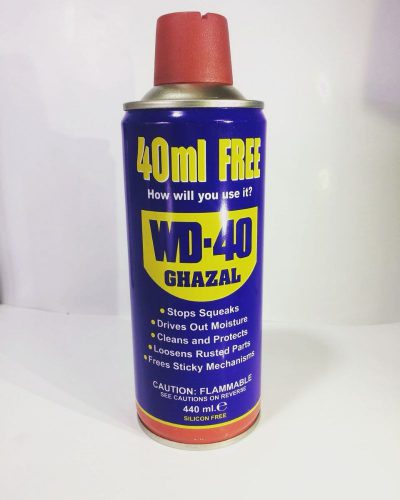 40ml FREE
How will you use it?
WD-40
GHAZAL
• Stops Squeaks
• Drives Out Moisture
• Cleans and Protects
• Loosens Rusted Parts
• Frees Sticky Mechanisms
CAUTION: FLAMMABLE
SEE CAUTIONS ON REVERSE
440 ml.℮
SILICON FREE